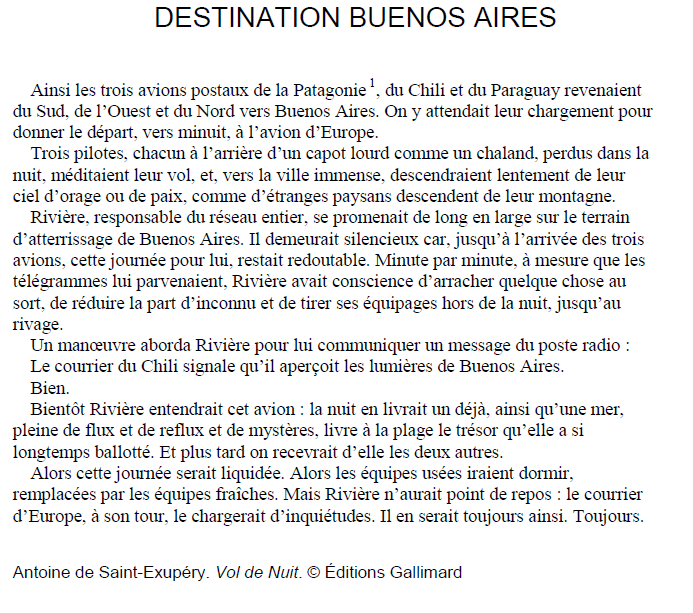 DESTINATION BUENOS AIRES
Ainsi les trois avions postaux de la Patagonie 1, du Chili et du Paraguay revenaient
du Sud, de l'Ouest et du Nord vers Buenos Aires. On y attendait leur chargement pour
donner le départ, vers minuit, à l'avion d'Europe.
Trois pilotes, chacun à l'arrière d'un capot lourd comme un chaland, perdus dans la
nuit, méditaient leur vol, et, vers la ville immense, descendraient lentement de leur
ciel d'orage ou de paix, comme d'étranges paysans descendent de leur montagne.
Rivière, responsable du réseau entier, se promenait de long en large sur le terrain
d'atterrissage de Buenos Aires. Il demeurait silencieux car, jusqu'à l'arrivée des trois
avions, cette journée pour lui, restait redoutable. Minute par minute, à mesure que les
télégrammes lui parvenaient, Rivière avait conscience d'arracher quelque chose au
sort, de réduire la part d'inconnu et de tirer ses équipages hors de la nuit, jusqu'au
rivage.
Un manœuvre aborda Rivière pour lui communiquer un message du poste radio :
Le courrier du Chili signale qu'il aperçoit les lumières de Buenos Aires.
Bien.
Bientôt Rivière entendrait cet avion : la nuit en livrait un déjà, ainsi qu'une mer,
pleine de flux et de reflux et de mystères, livre à la plage le trésor qu'elle a si
longtemps ballotté. Et plus tard on recevrait d'elle les deux autres.
Alors cette journée serait liquidée. Alors les équipes usées iraient dormir,
remplacées par les équipes fraîches. Mais Rivière n'aurait point de repos : le courrier
d'Europe, à son tour, le chargerait d'inquiétudes. Il en serait toujours ainsi. Toujours.
Antoine de Saint-Exupéry. Vol de Nuit. © Éditions Gallimard